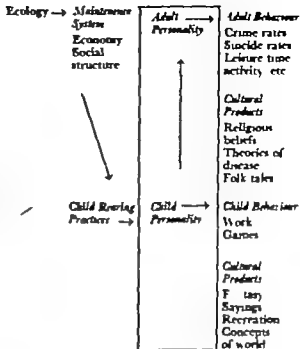 Ecology → Maintenance
System
Economy
Social
structure
Adult →
Personality
Adult Behaviour
Crime rates
Suicide rates
Leisure time
activity etc
Cultural
Products
Religious
beliefs
Theories of
disease
Folk tales
Child Rearing
Practices →
Child →
Personality
Child Behaviour
Work
Games
Cultural
Products
Sayings
Recreation
Concepts
of world